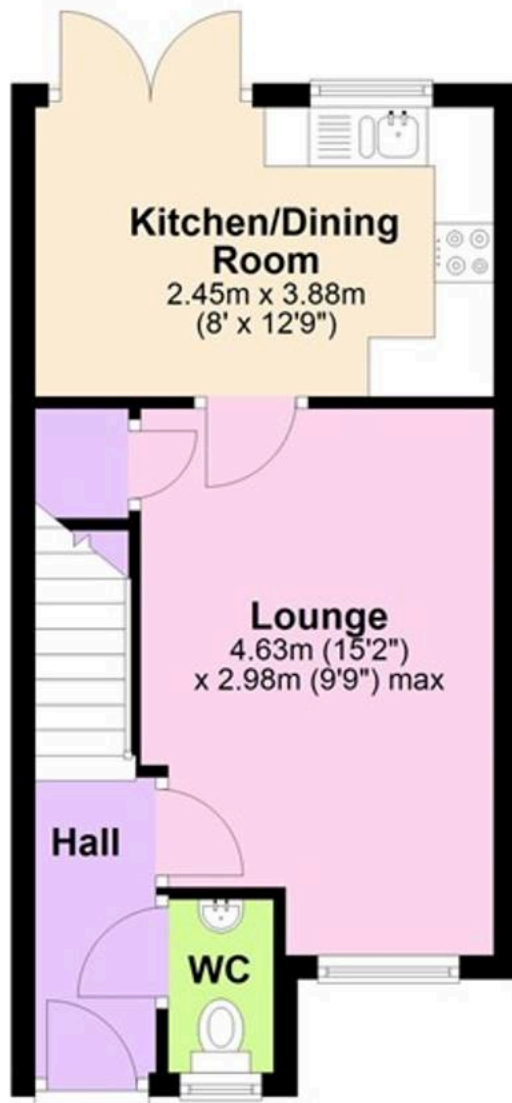 Kitchen/Dining
Room
2.45m x 3.88m
(8' x 12'9")
Lounge
4.63m (15'2")
x 2.98m (9'9") max
Hall
WC